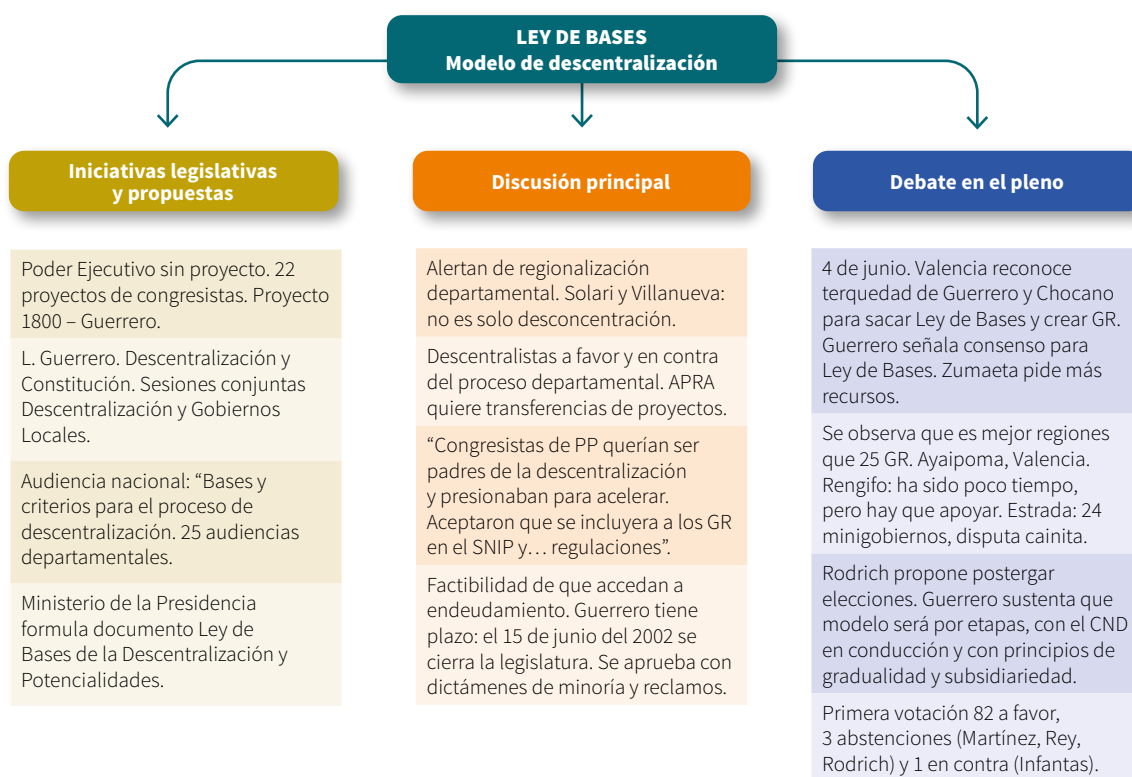 LEY DE BASES
Modelo de descentralización
Iniciativas legislativas
y propuestas
Poder Ejecutivo sin proyecto. 22
proyectos de congresistas. Proyecto
1800 – Guerrero.
L. Guerrero. Descentralización y
Constitución. Sesiones conjuntas
Descentralización y Gobiernos
Locales.
Audiencia nacional: “Bases y
criterios para el proceso de
descentralización. 25 audiencias
departamentales.
Ministerio de la Presidencia
formula documento Ley de
Bases de la Descentralización y
Potencialidades.
Discusión principal
Alertan de regionalización
departamental. Solari y Villanueva:
no es solo desconcentración.
Descentralistas a favor y en contra
del proceso departamental. APRA
quiere transferencias de proyectos.
“Congresistas de PP querían ser
padres de la descentralización
y presionaban para acelerar.
Aceptaron que se incluyera a los GR
en el SNIP y… regulaciones”.
Factibilidad de que accedan a
endeudamiento. Guerrero tiene
plazo: el 15 de junio del 2002 se
cierra la legislatura. Se aprueba con
dictámenes de minoría y reclamos.
Debate en el pleno
4 de junio. Valencia reconoce
terquedad de Guerrero y Chocano
para sacar Ley de Bases y crear GR.
Guerrero señala consenso para
Ley de Bases. Zumaeta pide más
recursos.
Se observa que es mejor regiones
que 25 GR. Ayaipoma, Valencia.
Rengifo: ha sido poco tiempo,
pero hay que apoyar. Estrada: 24
minigobiernos, disputa cainita.
Rodrich propone postergar
elecciones. Guerrero sustenta que
modelo será por etapas, con el CND
en conducción y con principios de
gradualidad y subsidiariedad.
Primera votación 82 a favor,
3 abstenciones (Martínez, Rey,
Rodrich) y 1 en contra (Infantas).